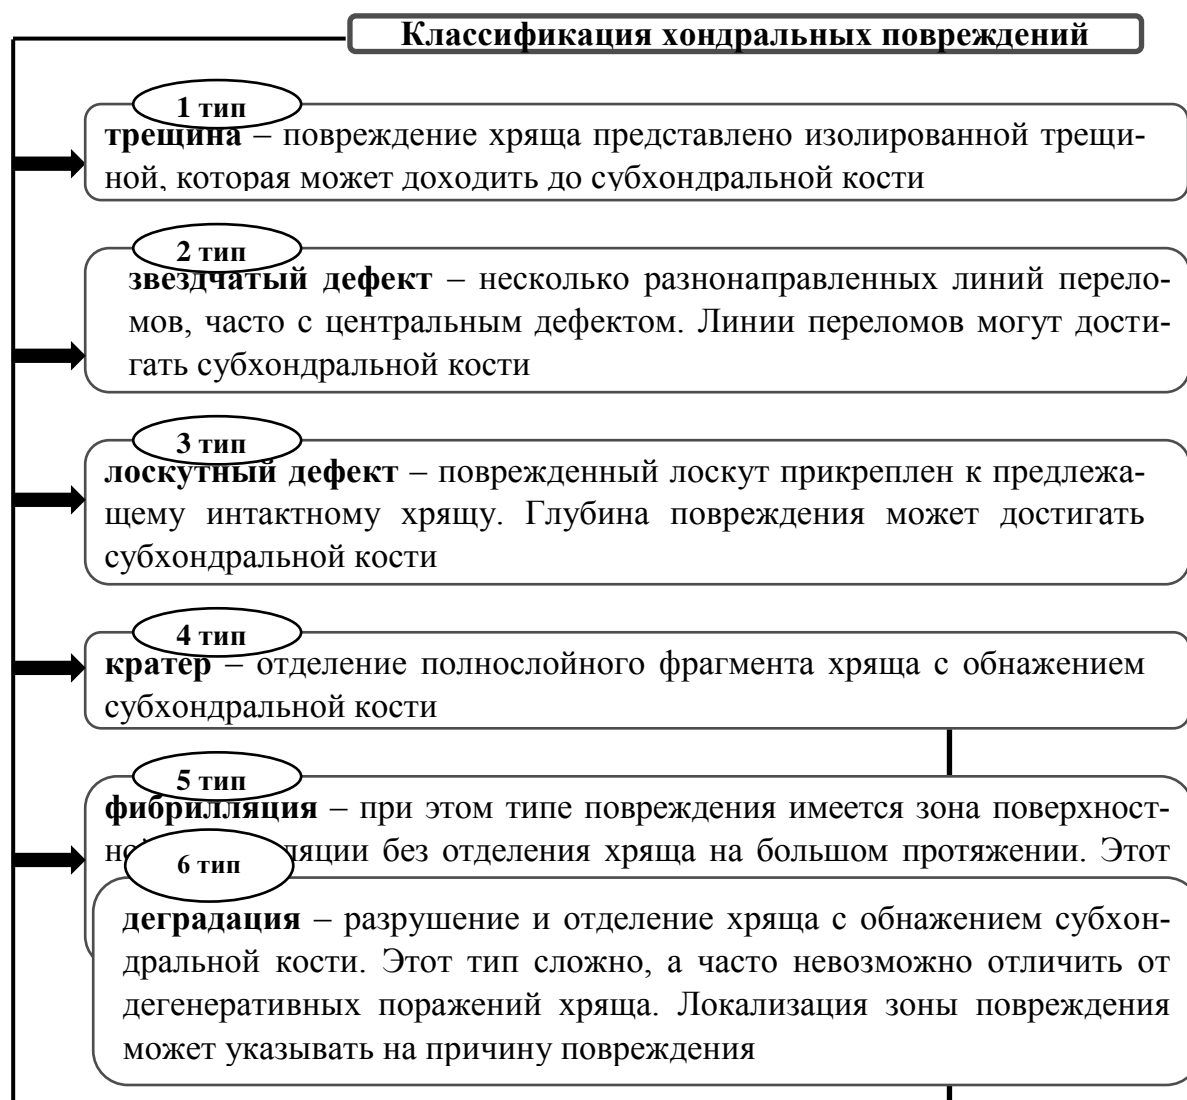 Классификация хондральных повреждений
1 тип
трещина – повреждение хряща представлено изолированной трещи-
ной, которая может доходить до субхондральной кости
2 тип
звездчатый дефект – несколько разнонаправленных линий перело-
мов, часто с центральным дефектом. Линии переломов могут дости-
гать субхондральной кости
3 тип
лоскутный дефект – поврежденный лоскут прикреплен к предлежа-
щему интактному хрящу. Глубина повреждения может достигать
субхондральной кости
4 тип
кратер – отделение полнослойного фрагмента хряща с обнажением
субхондральной кости
5 тип
фибрилляция – при этом типе повреждения имеется зона поверхност-
ляции без отделения хряща на большом протяжении. Этот
6 тип
деградация – разрушение и отделение хряща с обнажением субхон-
дральной кости. Этот тип сложно, а часто невозможно отличить от
дегенеративных поражений хряща. Локализация зоны повреждения
может указывать на причину повреждения